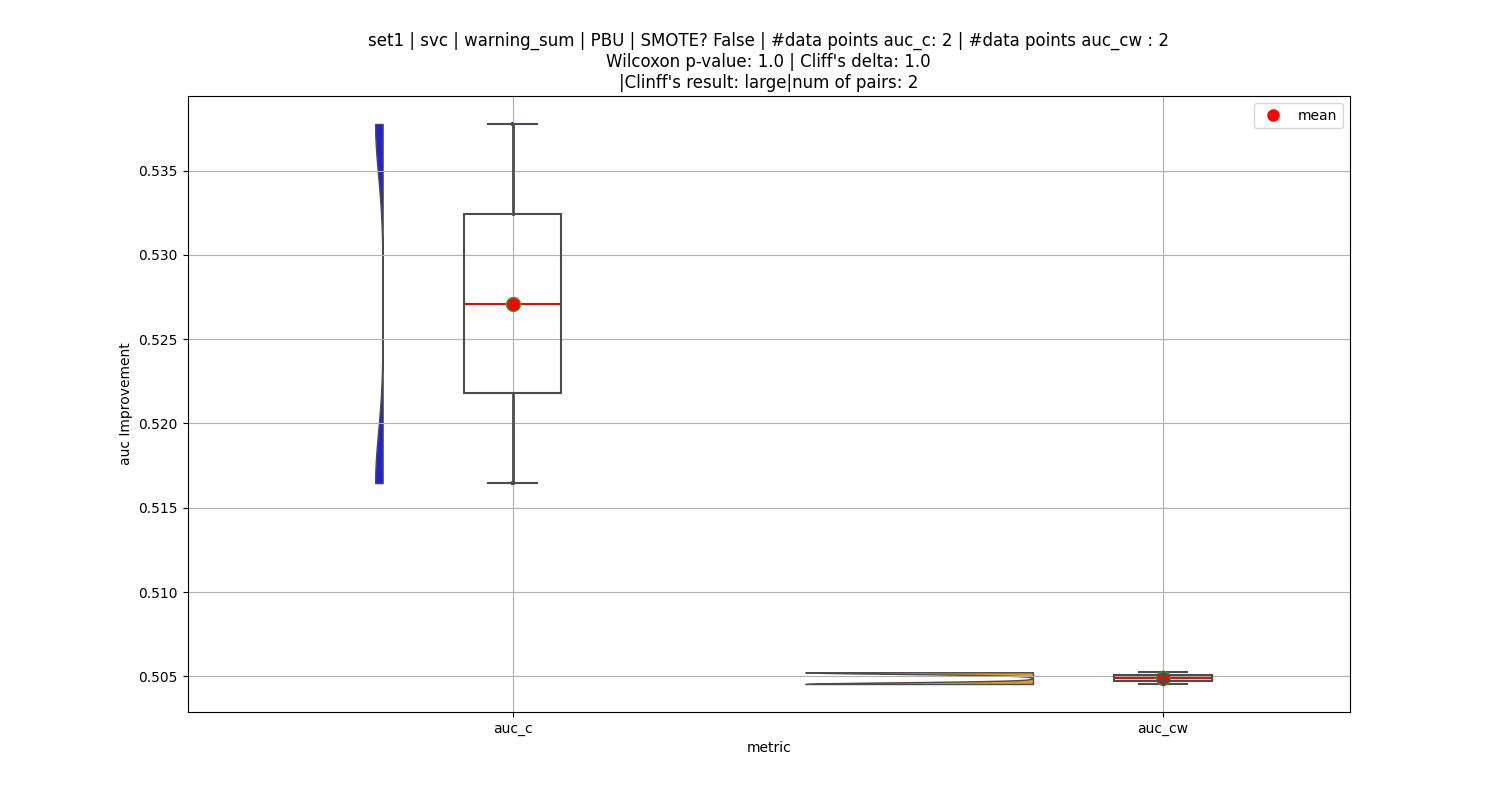 set1 | svc | warning_sum | PBU | SMOTE? False | #data points auc_c: 2 | #data points auc_cw : 2
Wilcoxon p-value: 1.0 | Cliff's delta: 1.0
|Clinff's result: large|num of pairs: 2
mean
0.535
0.530
0.525
0.520
0.515
0.510
0.505
auc Improvement
auc_c
auc_cw
metric